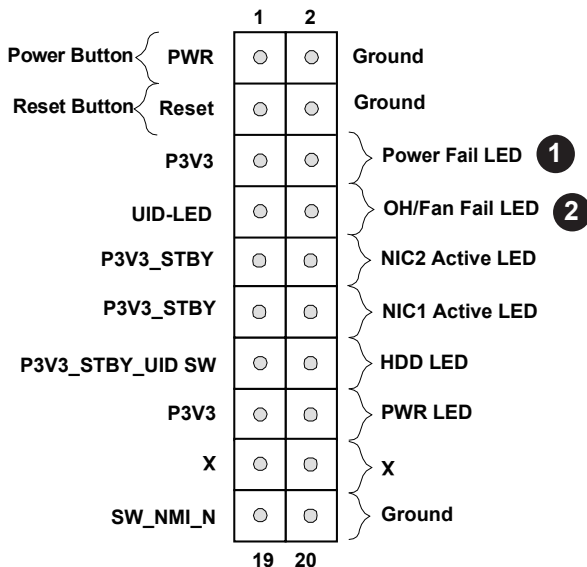 1 2
Power Button PWR Ground
Reset Button Reset Ground
P3V3 Power Fail LED 1
UID-LED OH/Fan Fail LED 2
P3V3_STBY NIC2 Active LED
P3V3_STBY NIC1 Active LED
P3V3_STBY_UID SW HDD LED
P3V3 PWR LED
X X
SW_NMI_N Ground
19 20